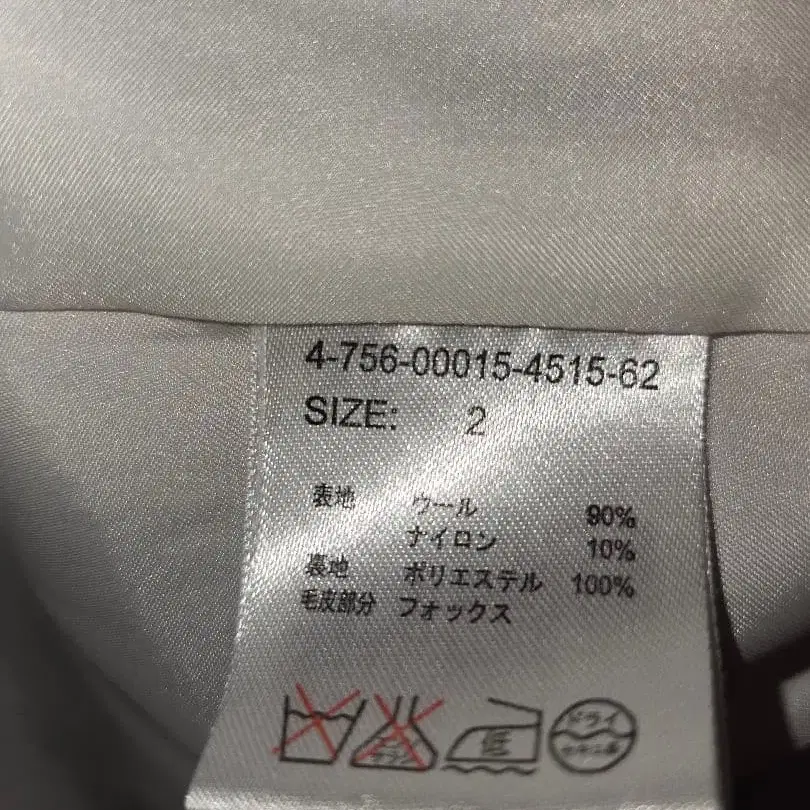 4-756-00015-4515-62
SIZE: 2
表地 ウール 90%
ナイロン 10%
裏地 ポリエステル 100%
毛皮部分 フォックス
低
ドライ